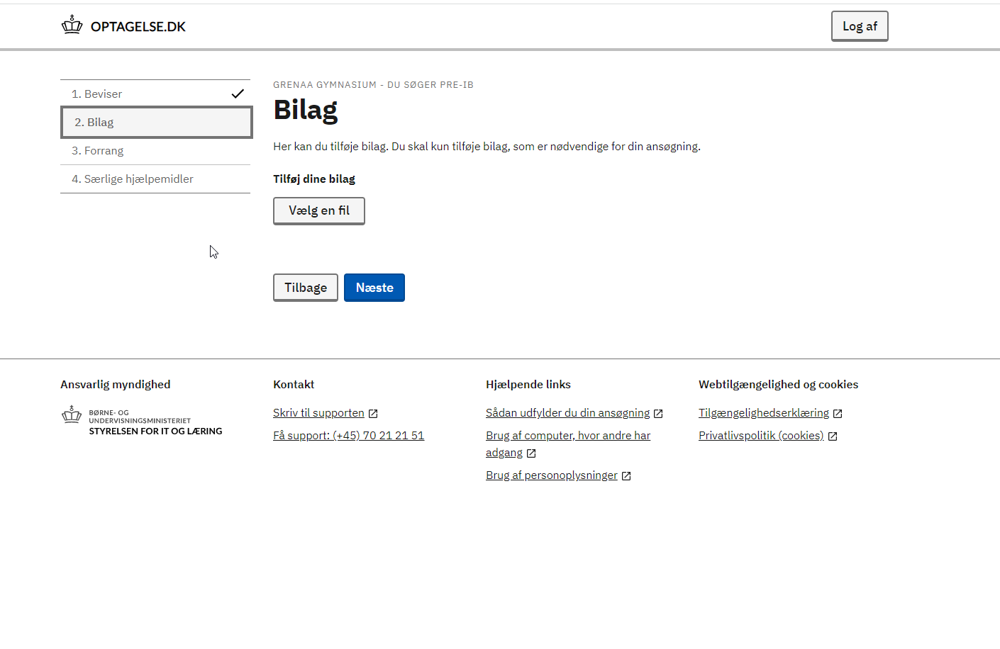 OPTAGELSE.DK
Log af
1. Beviser
2. Bilag
3. Forrang
4. Særlige hjælpemidler
GRENAA GYMNASIUM - DU SØGER PRE-IB
Bilag
Her kan du tilføje bilag. Du skal kun tilføje bilag, som er nødvendige for din ansøgning.
Tilføj dine bilag
Vælg en fil
Tilbage
Næste
Ansvarlig myndighed
BØRNE- OG
UNDERVISNINGSMINISTERIET
STYRELSEN FOR IT OG LÆRING
Kontakt
Skriv til supporten
Få support: (+45) 70 21 21 51
Hjælpende links
Sådan udfylder du din ansøgning
Brug af computer, hvor andre har
adgang
Brug af personoplysninger
Webtilgængelighed og cookies
Tilgængelighedserklæring
Privatlivspolitik (cookies)